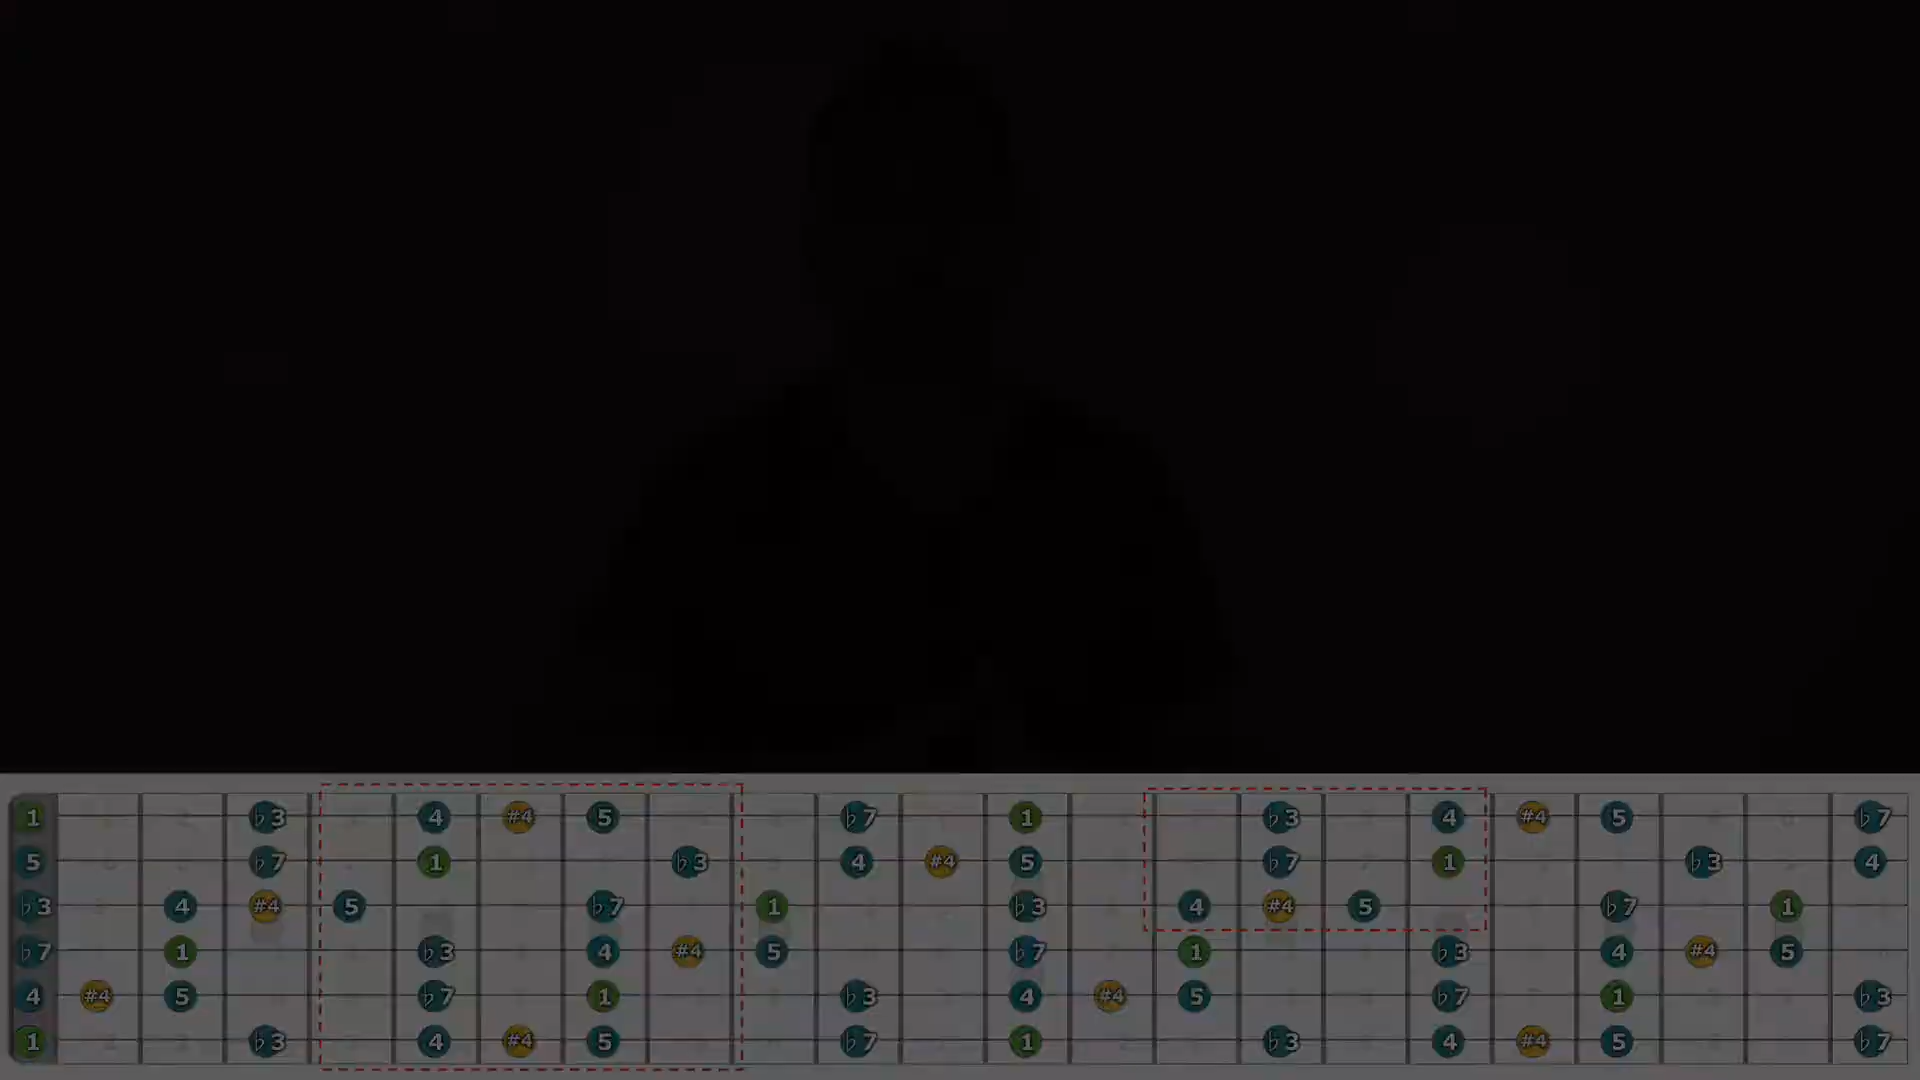 1 ♭3 4 #4 5 ♭7 1 ♭3 4 #4 5 ♭7
5 ♭7 1 ♭3 4 #4 5 ♭7 1 ♭3 4
♭3 4 #4 5 ♭7 1 ♭3 4 #4 5 ♭7 1
♭7 1 ♭3 4 #4 5 ♭7 1 ♭3 4 #4 5
4 #4 5 ♭7 1 ♭3 4 #4 5 ♭7 1 ♭3
1 ♭3 4 #4 5 ♭7 1 ♭3 4 #4 5 ♭7